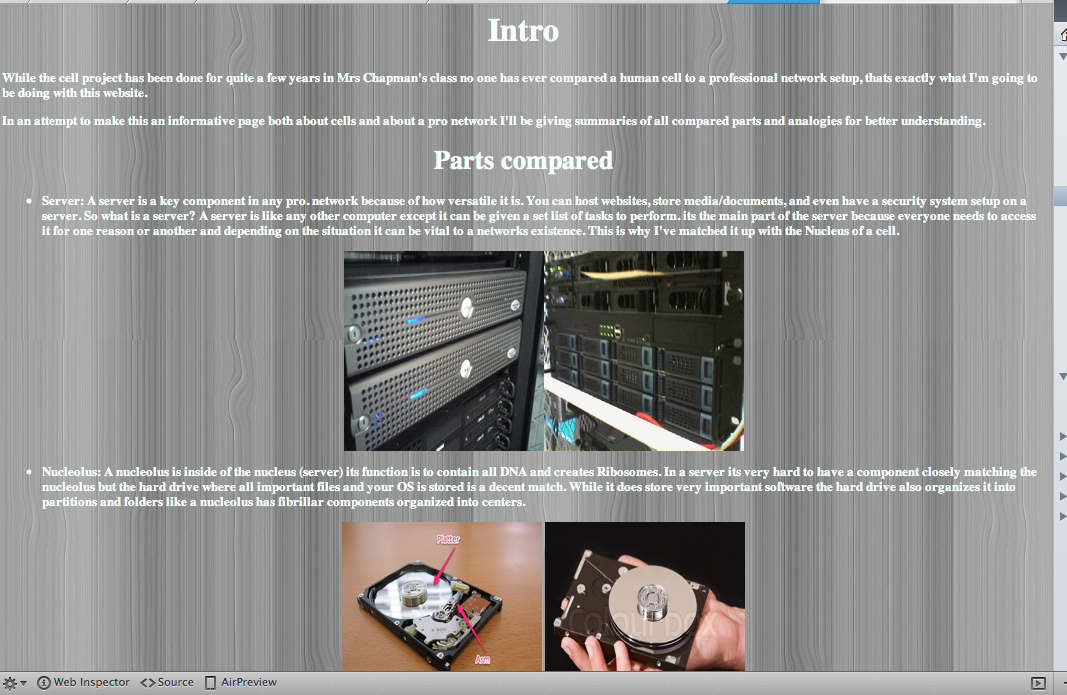 Intro
While the cell project has been done for quite a few years in Mrs Chapman's class no one has ever compared a human cell to a professional network setup, thats exactly what I'm going to
be doing with this website.
In an attempt to make this an informative page both about cells and about a pro network I'll be giving summaries of all compared parts and analogies for better understanding.
Parts compared
• Server: A server is a key component in any pro. network because of how versatile it is. You can host websites, store media/documents, and even have a security system setup on a
server. So what is a server? A server is like any other computer except it can be given a set list of tasks to perform. its the main part of the server because everyone needs to access
it for one reason or another and depending on the situation it can be vital to a networks existence. This is why I've matched it up with the Nucleus of a cell.
• Nucleolus: A nucleolus is inside of the nucleus (server) its function is to contain all DNA and creates Ribosomes. In a server its very hard to have a component closely matching the
nucleolus but the hard drive where all important files and your OS is stored is a decent match. While it does store very important software the hard drive also organizes it into
partitions and folders like a nucleolus has fibrillar components organized into centers.
Platter
Arm
colourbox
Web Inspector <> Source AirPreview